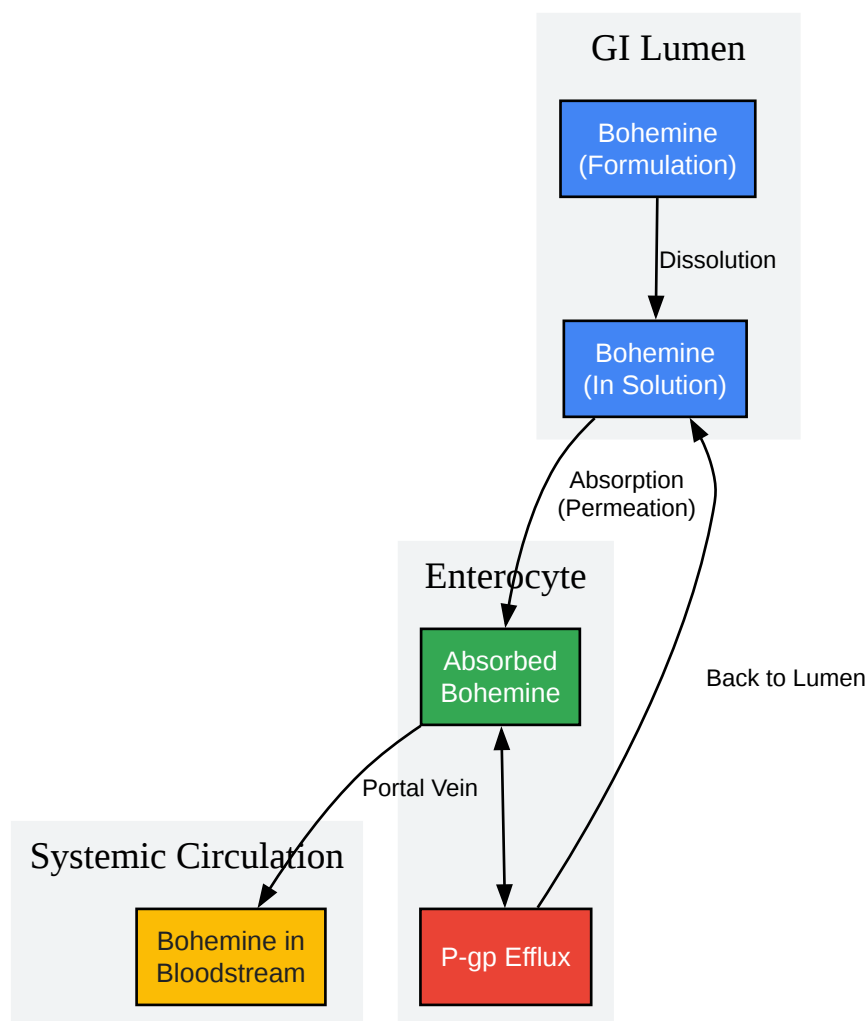 GI Lumen
Bohemine
(Formulation)
Dissolution
Bohemine
(In Solution)
Absorption
(Permeation)
Enterocyte
Absorbed
Bohemine
Back to Lumen
Portal Vein
Systemic Circulation
Bohemine in
Bloodstream
P-gp Efflux